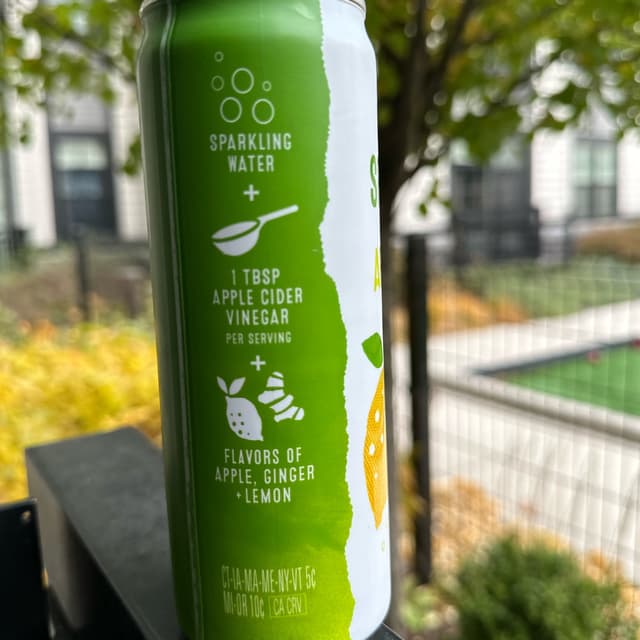 SPARKLING
WATER
+
1 TBSP
APPLE CIDER
VINEGAR
PER SERVING
+
FLAVORS OF
APPLE, GINGER
+ LEMON
CT-IA-MA-ME-NY-VT 5¢
MI-OR 10¢ CA CRV